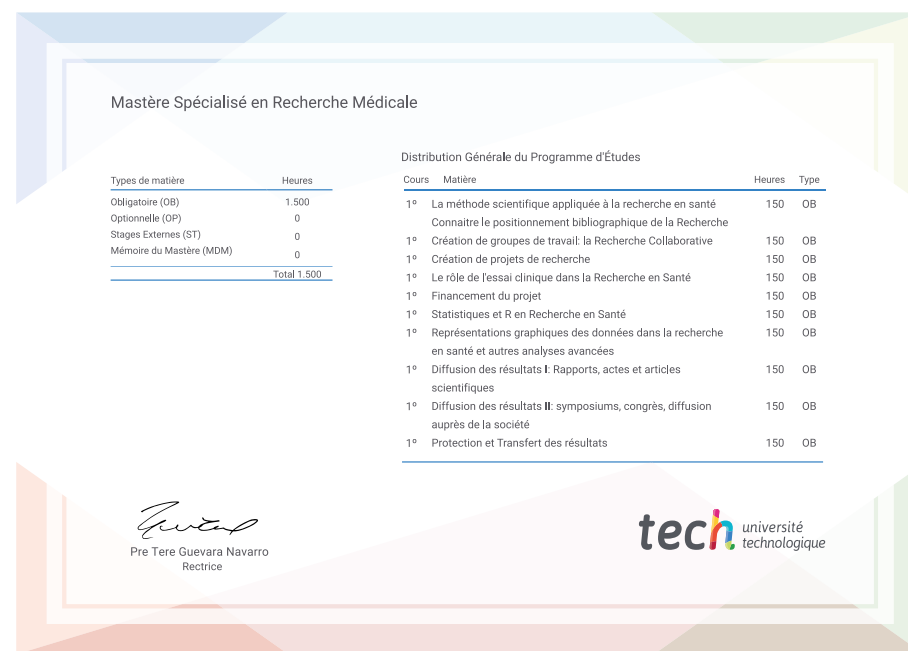 Mastère Spécialisé en Recherche Médicale
Types de matière Heures
Obligatoire (OB) 1.500
Optionnelle (OP) 0
Stages Externes (ST) 0
Mémoire du Mastère (MDM) 0
Total 1.500
Distribution Générale du Programme d'Études
Cours Matière Heures Type
1º La méthode scientifique appliquée à la recherche en santé 150 OB
Connaitre le positionnement bibliographique de la Recherche
1º Création de groupes de travail: la Recherche Collaborative 150 OB
1º Création de projets de recherche 150 OB
1º Le rôle de l'essai clinique dans la Recherche en Santé 150 OB
1º Financement du projet 150 OB
1º Statistiques et R en Recherche en Santé 150 OB
1º Représentations graphiques des données dans la recherche 150 OB
en santé et autres analyses avancées
1º Diffusion des résultats I: Rapports, actes et articles 150 OB
scientifiques
1º Diffusion des résultats II: symposiums, congrès, diffusion 150 OB
auprès de la société
1º Protection et Transfert des résultats 150 OB
Pre Tere Guevara Navarro
Rectrice
tech université
technologique